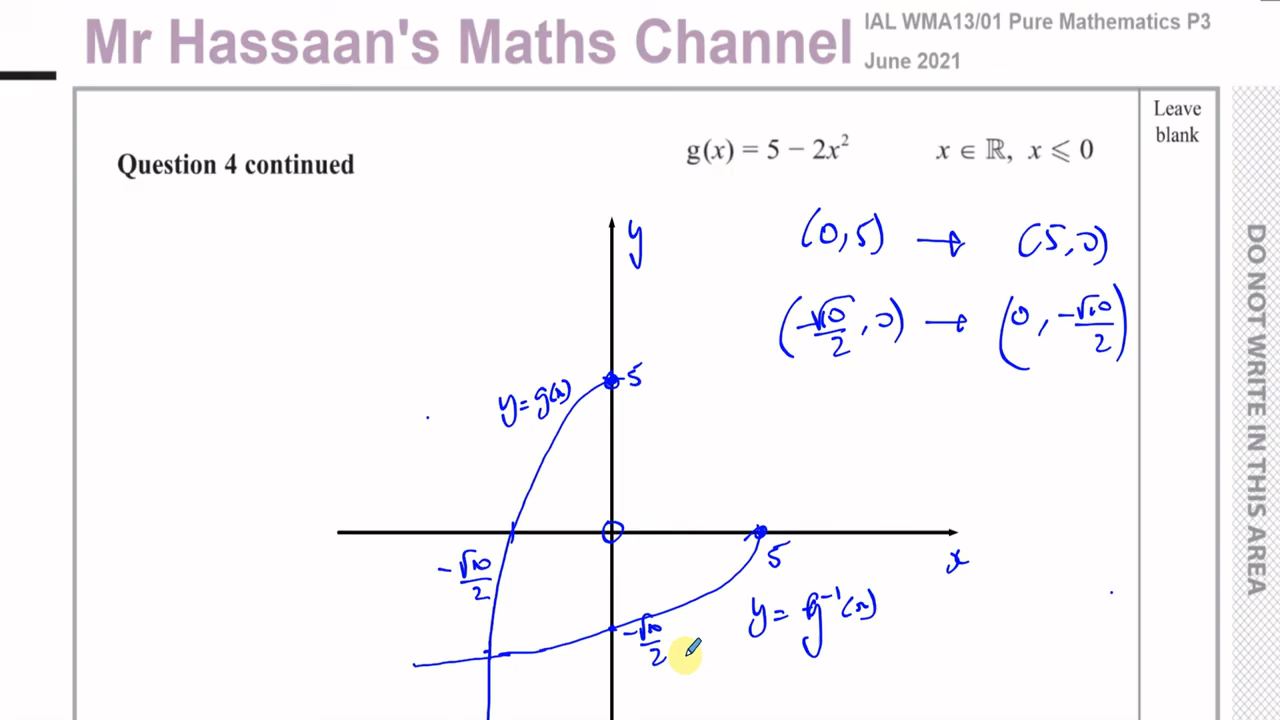 Mr Hassaan's Maths Channel
IAL WMA13/01 Pure Mathematics P3
June 2021
Leave
blank
Question 4 continued
g(x) = 5 − 2x² x ∈ ℝ, x ⩽ 0
y
(0,5) → (5,0)
(-√10/2, 0) → (0, -√10/2)
5
y=g(x)
-√10/2
5
x
y = g⁻¹(x)
-√10/2
DO NOT WRITE IN THIS AREA